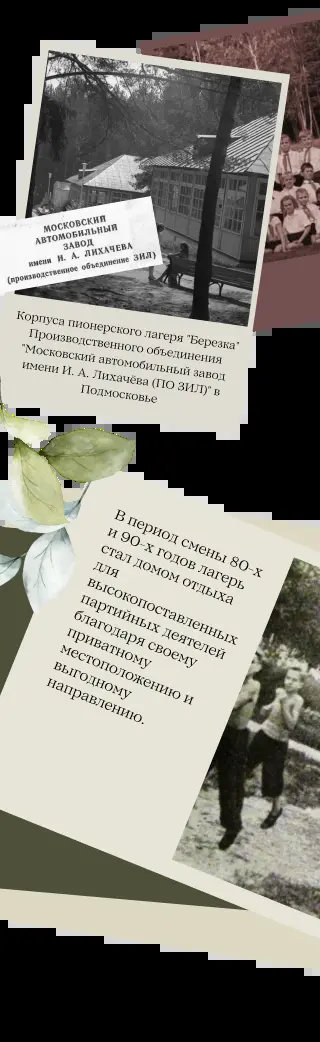 МОСКОВСКИЙ
АВТОМОБИЛЬНЫЙ
ЗАВОД
имени И. А. ЛИХАЧЕВА
(производственное объединение ЗИЛ)
Корпуса пионерского лагеря "Березка"
Производственного объединения
"Московский автомобильный завод
имени И. А. Лихачёва (ПО ЗИЛ)" в
Подмосковье
В период смены 80-х
и 90-х годов лагерь
стал домом отдыха
для
высокопоставленных
партийных деятелей
благодаря своему
приватному
местоположению и
выгодному
направлению.